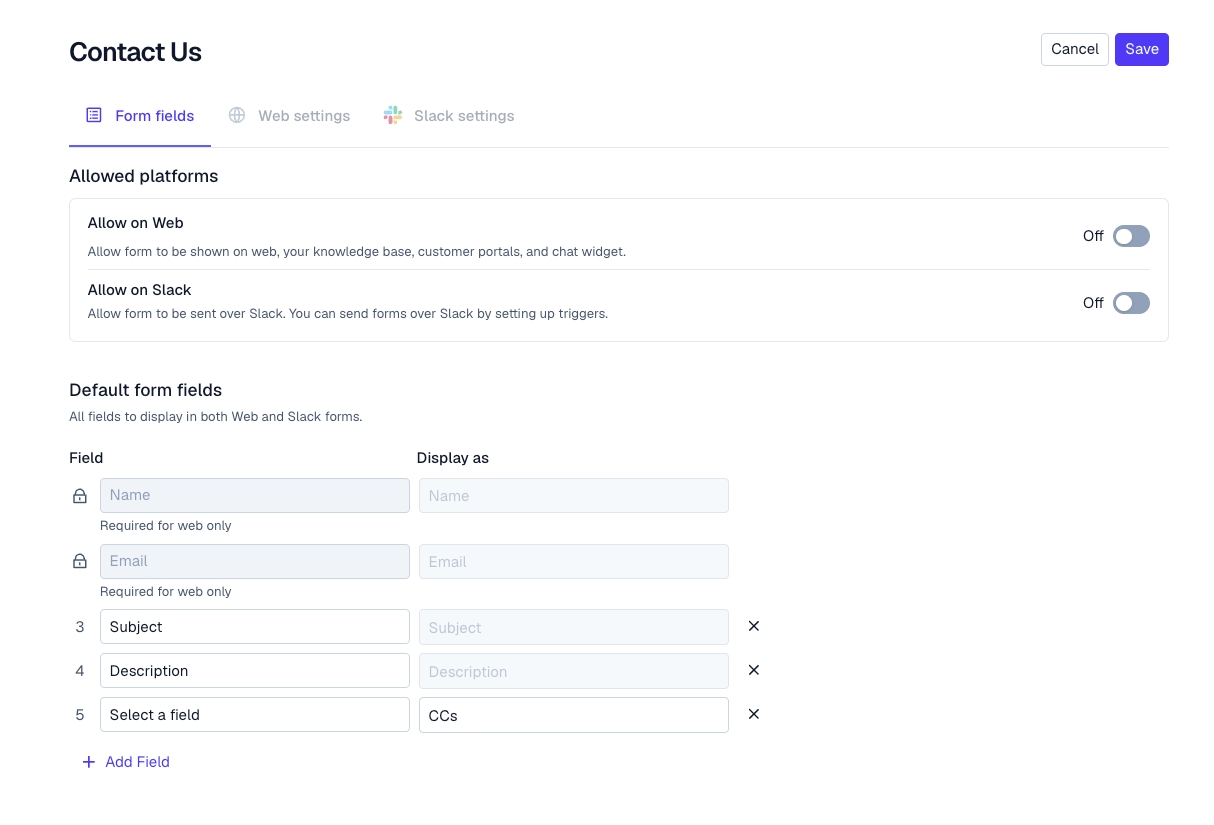 Contact Us
Cancel Save
Form fields Web settings Slack settings
Allowed platforms
Allow on Web
Off
Allow form to be shown on web, your knowledge base, customer portals, and chat widget.
Allow on Slack
Off
Allow form to be sent over Slack. You can send forms over Slack by setting up triggers.
Default form fields
All fields to display in both Web and Slack forms.
Field Display as
Name Name
Required for web only
Email Email
Required for web only
3 Subject Subject
4 Description Description
5 Select a field CCs
+ Add Field